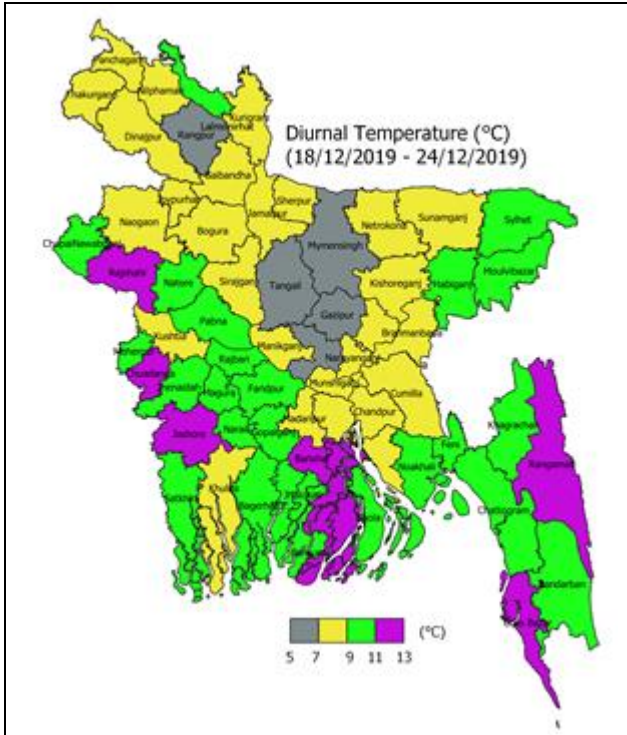 Panchagarh
Thakurgaon
Nilphamari
Lalmonirhat
Kurigram
Dinajpur
Rangpur
Diurnal Temperature (°C)
(18/12/2019 - 24/12/2019)
Gaibandha
Joypurhat
Sherpur
Naogaon
Bogura
Jamalpur
Netrokona
Sunamganj
Sylhet
Mymensingh
Rajshahi
Natore
Sirajganj
Tangail
Kishoreganj
Habiganj
Moulvibazar
Pabna
Gazipur
Kushtia
Manikganj
Narayanganj
Rajbari
Magura
Faridpur
Munshiganj
Cumilla
Chandpur
Madaripur
Jashore
Narail
Gopalganj
Khagrachari
Rangamati
Feni
Noakhali
Satkhira
Khulna
Bagerhat
Barishal
Bhola
Chattogram
Bandarban
(°C)
5 7 9 11 13